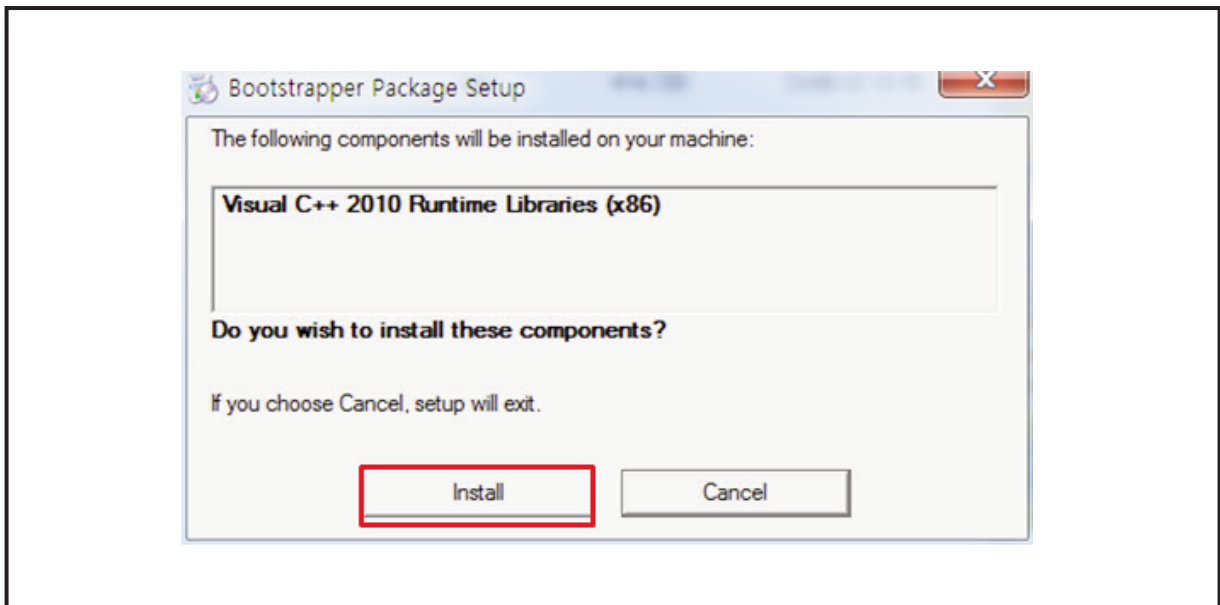 Bootstrapper Package Setup
The following components will be installed on your machine:
Visual C++ 2010 Runtime Libraries (x86)
Do you wish to install these components?
If you choose Cancel, setup will exit.
Install
Cancel